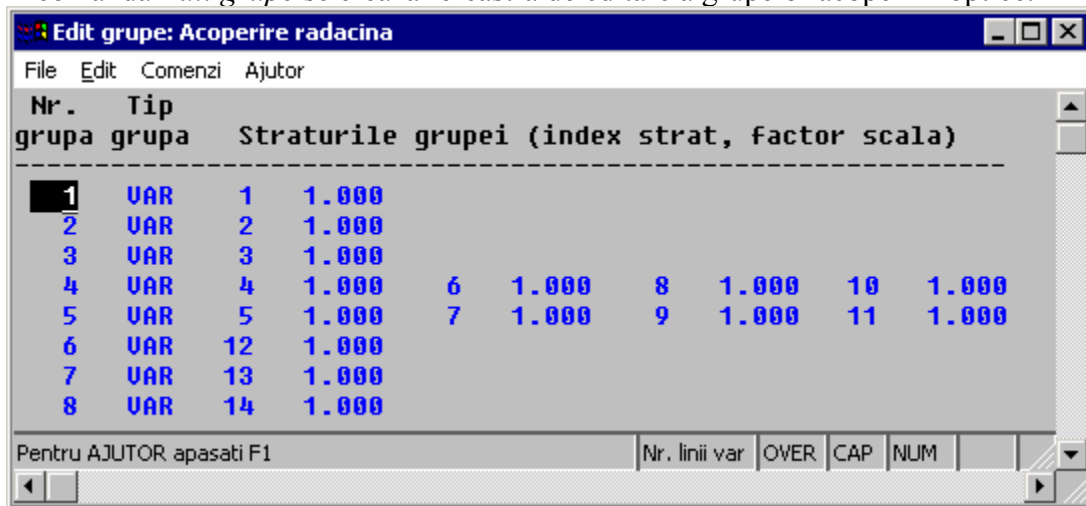 Edit grupe: Acoperire radacina
File Edit Comenzi Ajutor
Nr. Tip
grupa grupa Straturile grupei (index strat, factor scala)
------------------------------------------------------------
1 VAR 1 1.000
2 VAR 2 1.000
3 VAR 3 1.000
4 VAR 4 1.000 6 1.000 8 1.000 10 1.000
5 VAR 5 1.000 7 1.000 9 1.000 11 1.000
6 VAR 12 1.000
7 VAR 13 1.000
8 VAR 14 1.000
Pentru AJUTOR apasati F1 Nr. linii var OVER CAP NUM